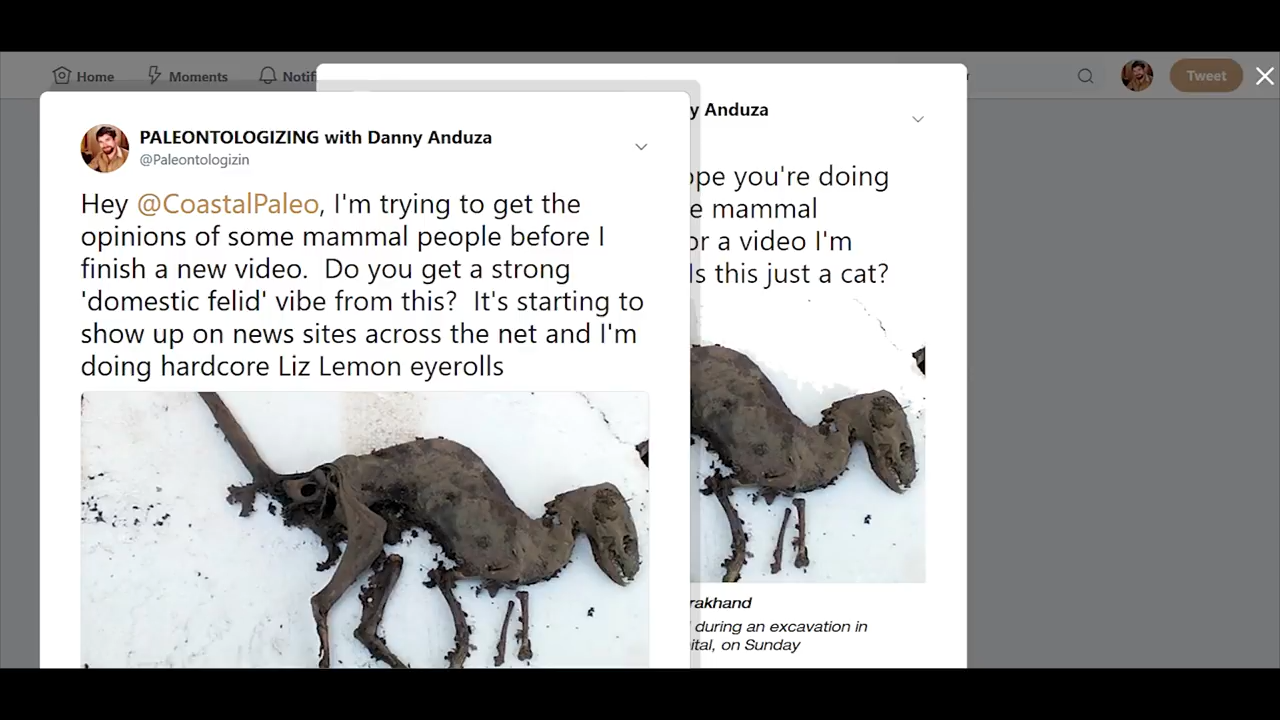 Home
Moments
Notif
Tweet
PALEONTOLOGIZING with Danny Anduza
@Paleontologizin
Hey @CoastalPaleo, I'm trying to get the
opinions of some mammal people before I
finish a new video. Do you get a strong
'domestic felid' vibe from this? It's starting to
show up on news sites across the net and I'm
doing hardcore Liz Lemon eyerolls
y Anduza
ope you're doing
e mammal
or a video I'm
Is this just a cat?
rakhand
during an excavation in
ital, on Sunday